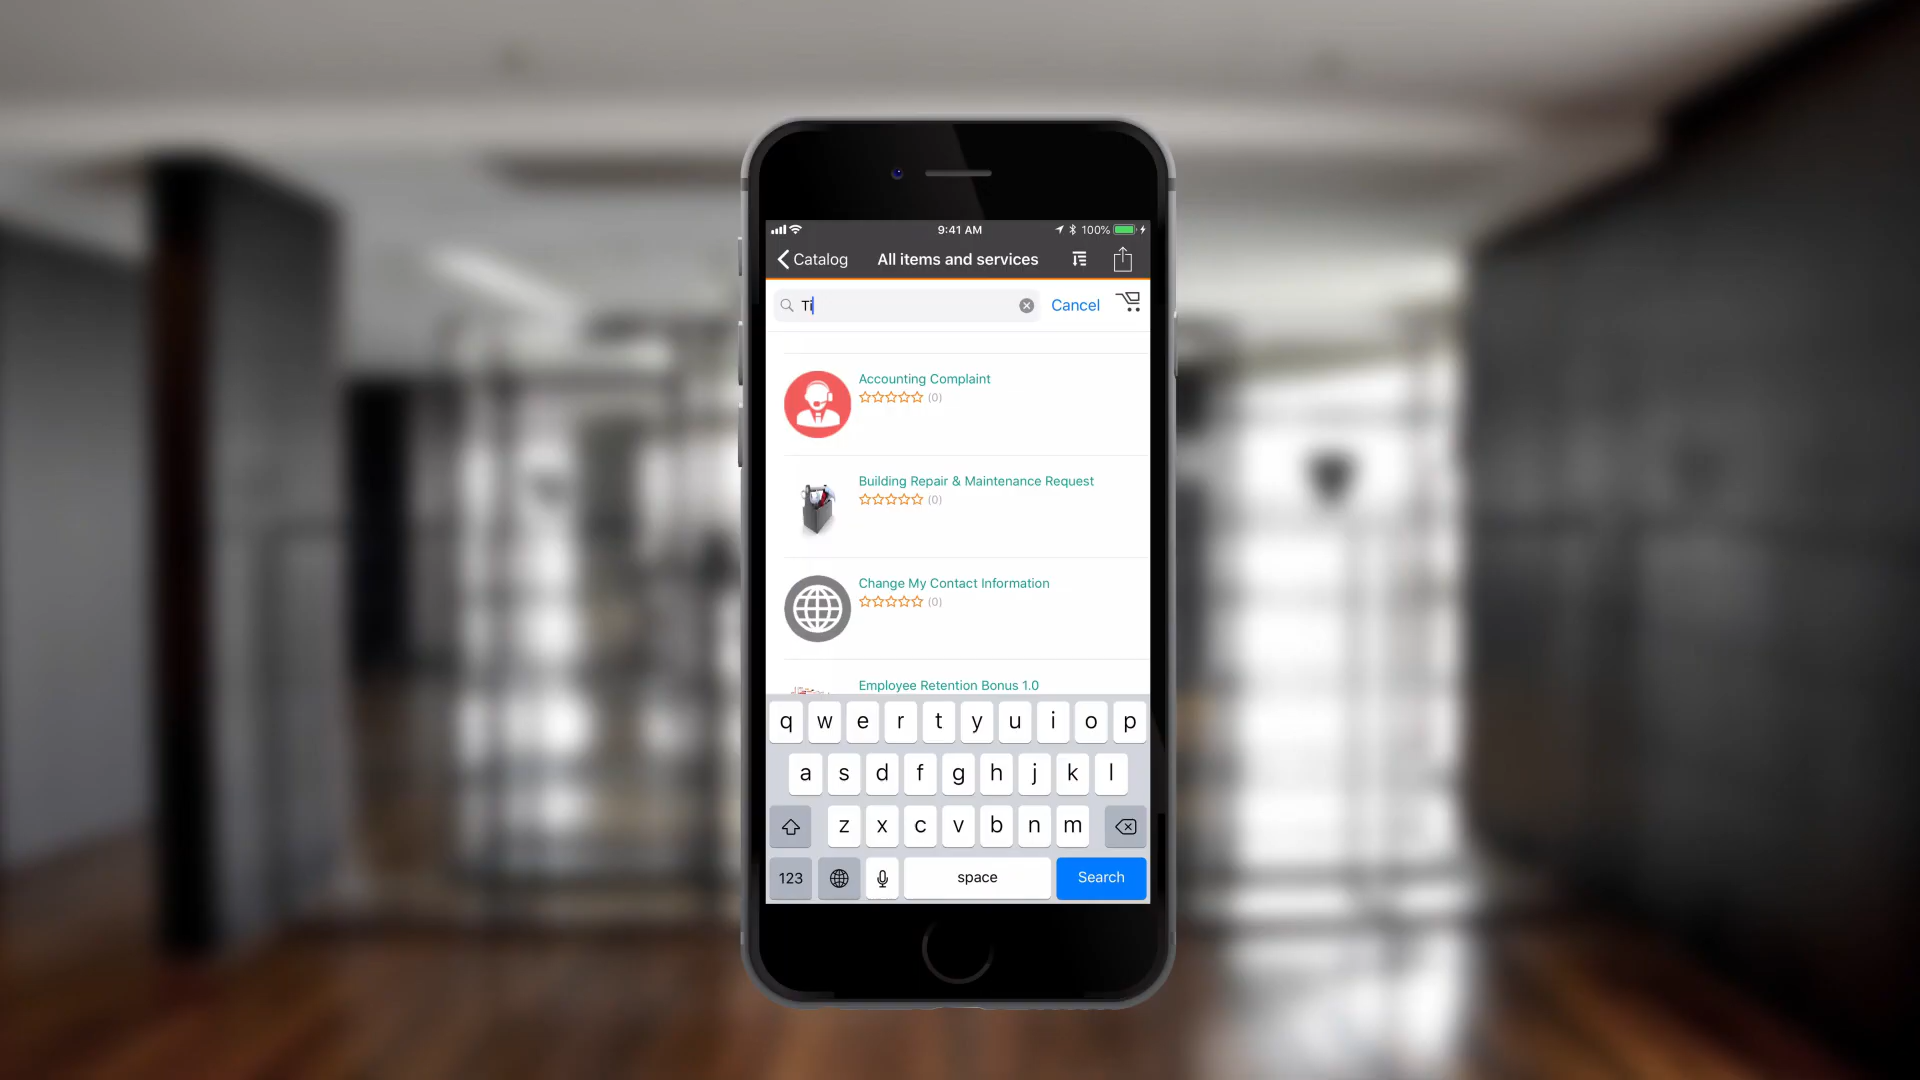 9:41 AM
100%
Catalog
All items and services
Ti
Cancel
Accounting Complaint
(0)
Building Repair & Maintenance Request
(0)
Change My Contact Information
(0)
Employee Retention Bonus 1.0
q w e r t y u i o p
a s d f g h j k l
z x c v b n m
123
space
Search